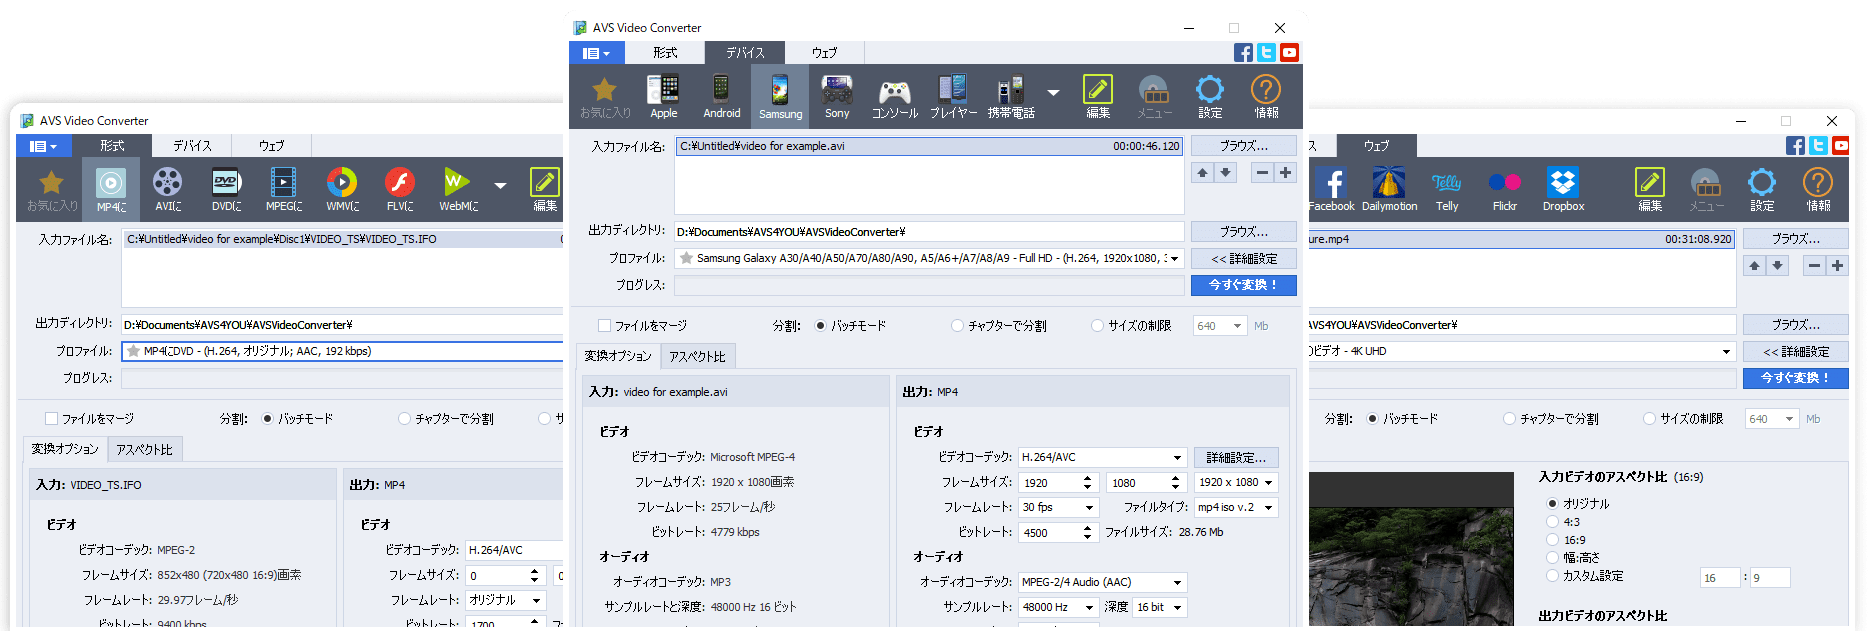 AVS Video Converter
形式 デバイス ウェブ
お気に入り MP4に AVIに DVDに MPEGに WMVに FLVに WebMに 編集
入力ファイル名: C:¥Untitled¥video for example¥Disc1¥VIDEO_TS¥VIDEO_TS.IFO
出力ディレクトリ: D:¥Documents¥AVS4YOU¥AVSVideoConverter¥
プロファイル: MP4にDVD - (H.264, オリジナル; AAC, 192 kbps)
プログレス:
ファイルをマージ 分割: バッチモード チャプターで分割
変換オプション アスペクト比
入力: VIDEO_TS.IFO 出力: MP4
ビデオ ビデオ
ビデオコーデック: MPEG-2 ビデオコーデック: H.264/AVC
フレームサイズ: 852x480 (720x480 16:9)画素 フレームサイズ: 0
フレームレート: 29.97フレーム/秒 フレームレート: オリジナル
ビットレート: 9400 kbps ビットレート: 1700
AVS Video Converter
形式 デバイス ウェブ
お気に入り Apple Android Samsung Sony コンソール プレイヤー 携帯電話 編集 メニュー 設定 情報
入力ファイル名: C:¥Untitled¥video for example.avi 00:00:46.120 ブラウズ...
出力ディレクトリ: D:¥Documents¥AVS4YOU¥AVSVideoConverter¥ ブラウズ...
プロファイル: Samsung Galaxy A30/A40/A50/A70/A80/A90, A5/A6+/A7/A8/A9 - Full HD - (H.264, 1920x1080, << 詳細設定
プログレス: 今すぐ変換！
ファイルをマージ 分割: バッチモード チャプターで分割 サイズの制限 640 Mb
変換オプション アスペクト比
入力: video for example.avi 出力: MP4
ビデオ ビデオ
ビデオコーデック: Microsoft MPEG-4 ビデオコーデック: H.264/AVC 詳細設定...
フレームサイズ: 1920 x 1080画素 フレームサイズ: 1920 1080 1920 x 1080
フレームレート: 25フレーム/秒 フレームレート: 30 fps ファイルタイプ: mp4 iso v.2
ビットレート: 4779 kbps ビットレート: 4500 ファイルサイズ: 28.76 Mb
オーディオ オーディオ
オーディオコーデック: MP3 オーディオコーデック: MPEG-2/4 Audio (AAC)
サンプルレートと深度: 48000 Hz 16 ビット サンプルレート: 48000 Hz 深度 16 bit
ウェブ
Facebook Dailymotion Telly Flickr Dropbox 編集 メニュー 設定 情報
ure.mp4 00:31:08.920 ブラウズ...
AVS4YOU¥AVSVideoConverter¥ ブラウズ...
ビデオ - 4K UHD << 詳細設定
今すぐ変換！
分割: バッチモード チャプターで分割 サイズの制限 640 Mb
入力ビデオのアスペクト比 (16:9)
オリジナル
4:3
16:9
幅:高さ
カスタム設定 16 : 9
出力ビデオのアスペクト比